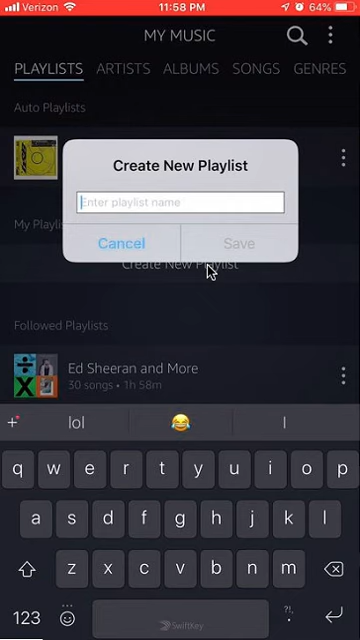 Verizon 11:58 PM 64%
MY MUSIC
PLAYLISTS ARTISTS ALBUMS SONGS GENRES
Auto Playlists
Create New Playlist
Enter playlist name
My Playli
Cancel Save
Create New Playlist
Followed Playlists
Ed Sheeran and More
30 songs • 1h 58m
+ lol 😂 I
q w e r t y u i o p
a s d f g h j k l
z x c v b n m
123 SwiftKey .?!,